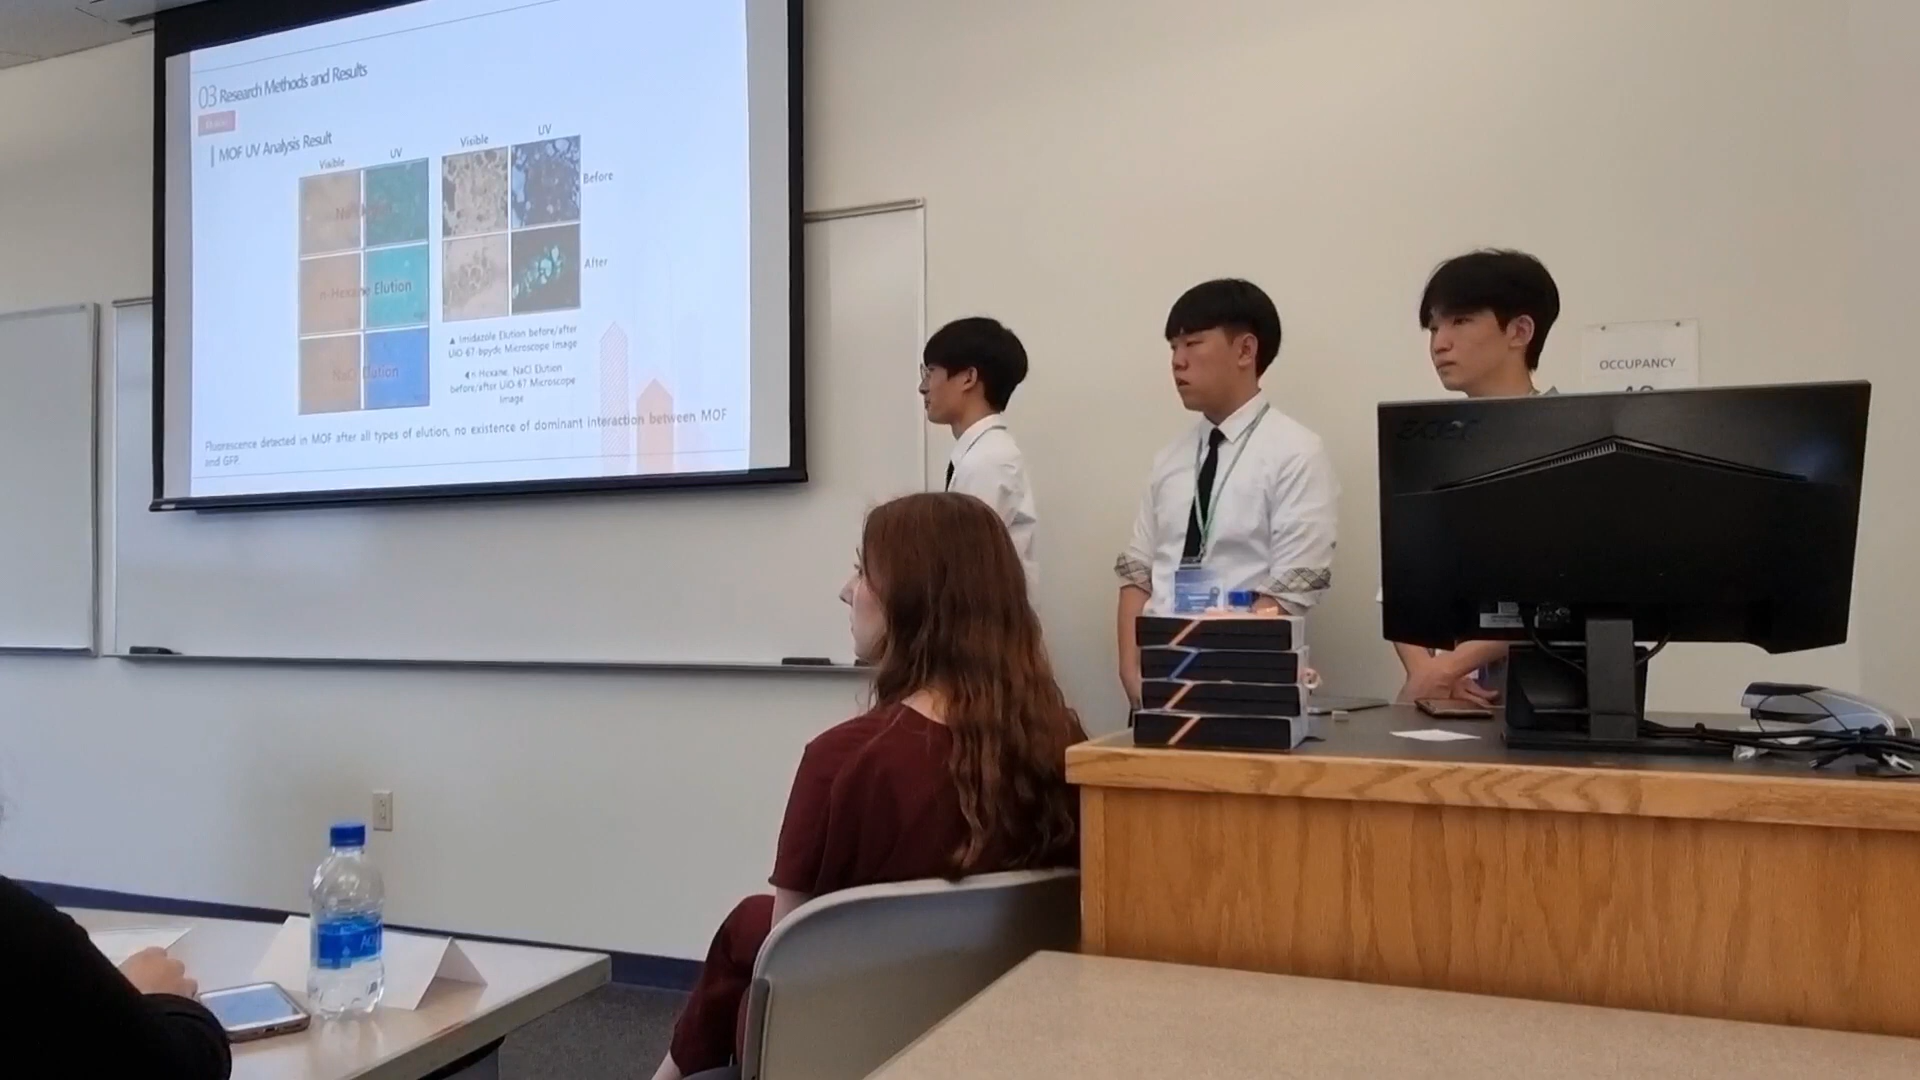 03 Research Methods and Results
MOF UV Analysis Result
Visible
UV
Visible
UV
Before
After
n-Hexane Elution
NaCl Elution
▲ Imidazole Elution before/after
UiO-67-bpydc Microscope Image
◀ n-Hexane, NaCl Elution
before/after UiO-67 Microscope
Image
Fluorescence detected in MOF after all types of elution, no existence of dominant interaction between MOF
and GFP.
OCCUPANCY
acer